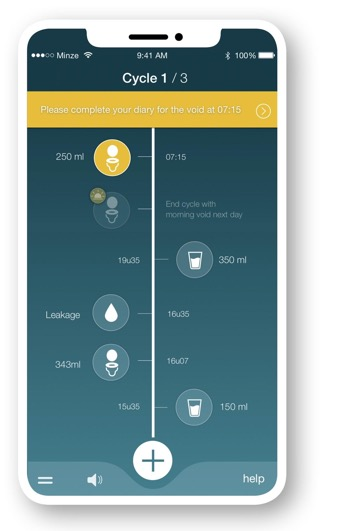 Minze 9:41 AM 100%
Cycle 1 / 3
Please complete your diary for the void at 07:15
250 ml 07:15
End cycle with
morning void next day
19u35 350 ml
Leakage 16u35
343ml 16u07
15u35 150 ml
help